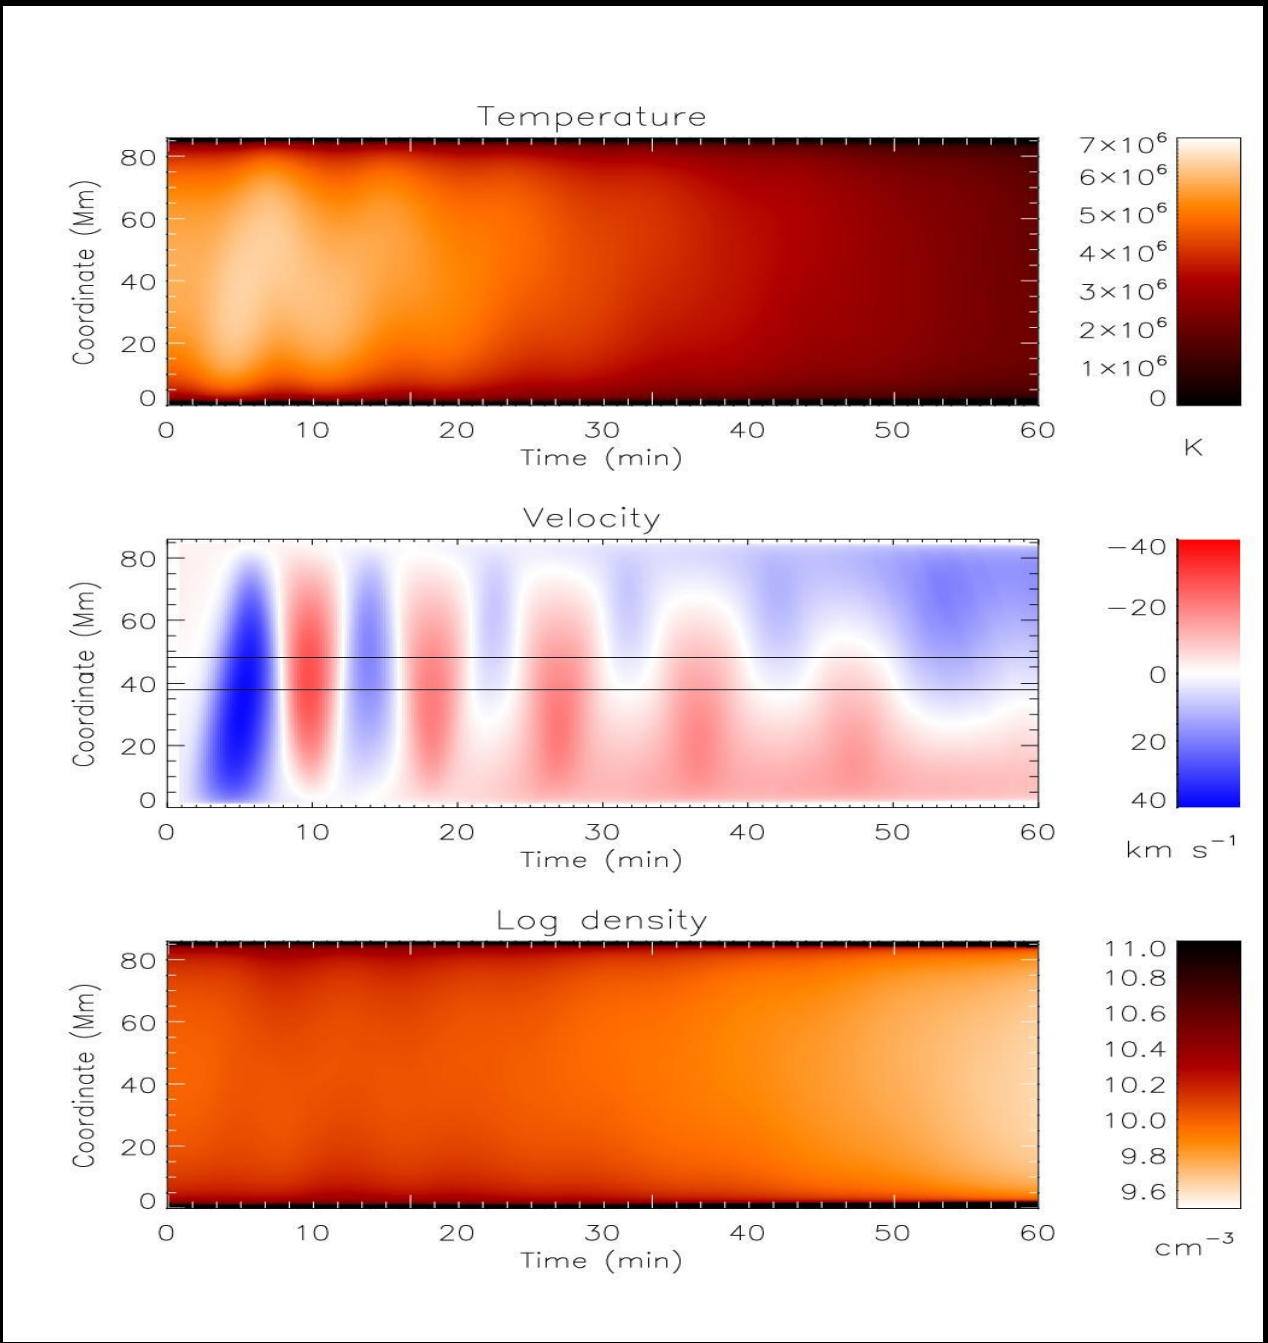 Temperature
Coordinate (Mm)
80
60
40
20
0
0 10 20 30 40 50 60
Time (min)
7×10⁶
6×10⁶
5×10⁶
4×10⁶
3×10⁶
2×10⁶
1×10⁶
0
K
Velocity
Coordinate (Mm)
80
60
40
20
0
0 10 20 30 40 50 60
Time (min)
−40
−20
0
20
40
km s⁻¹
Log density
Coordinate (Mm)
80
60
40
20
0
0 10 20 30 40 50 60
Time (min)
11.0
10.8
10.6
10.4
10.2
10.0
9.8
9.6
cm⁻³